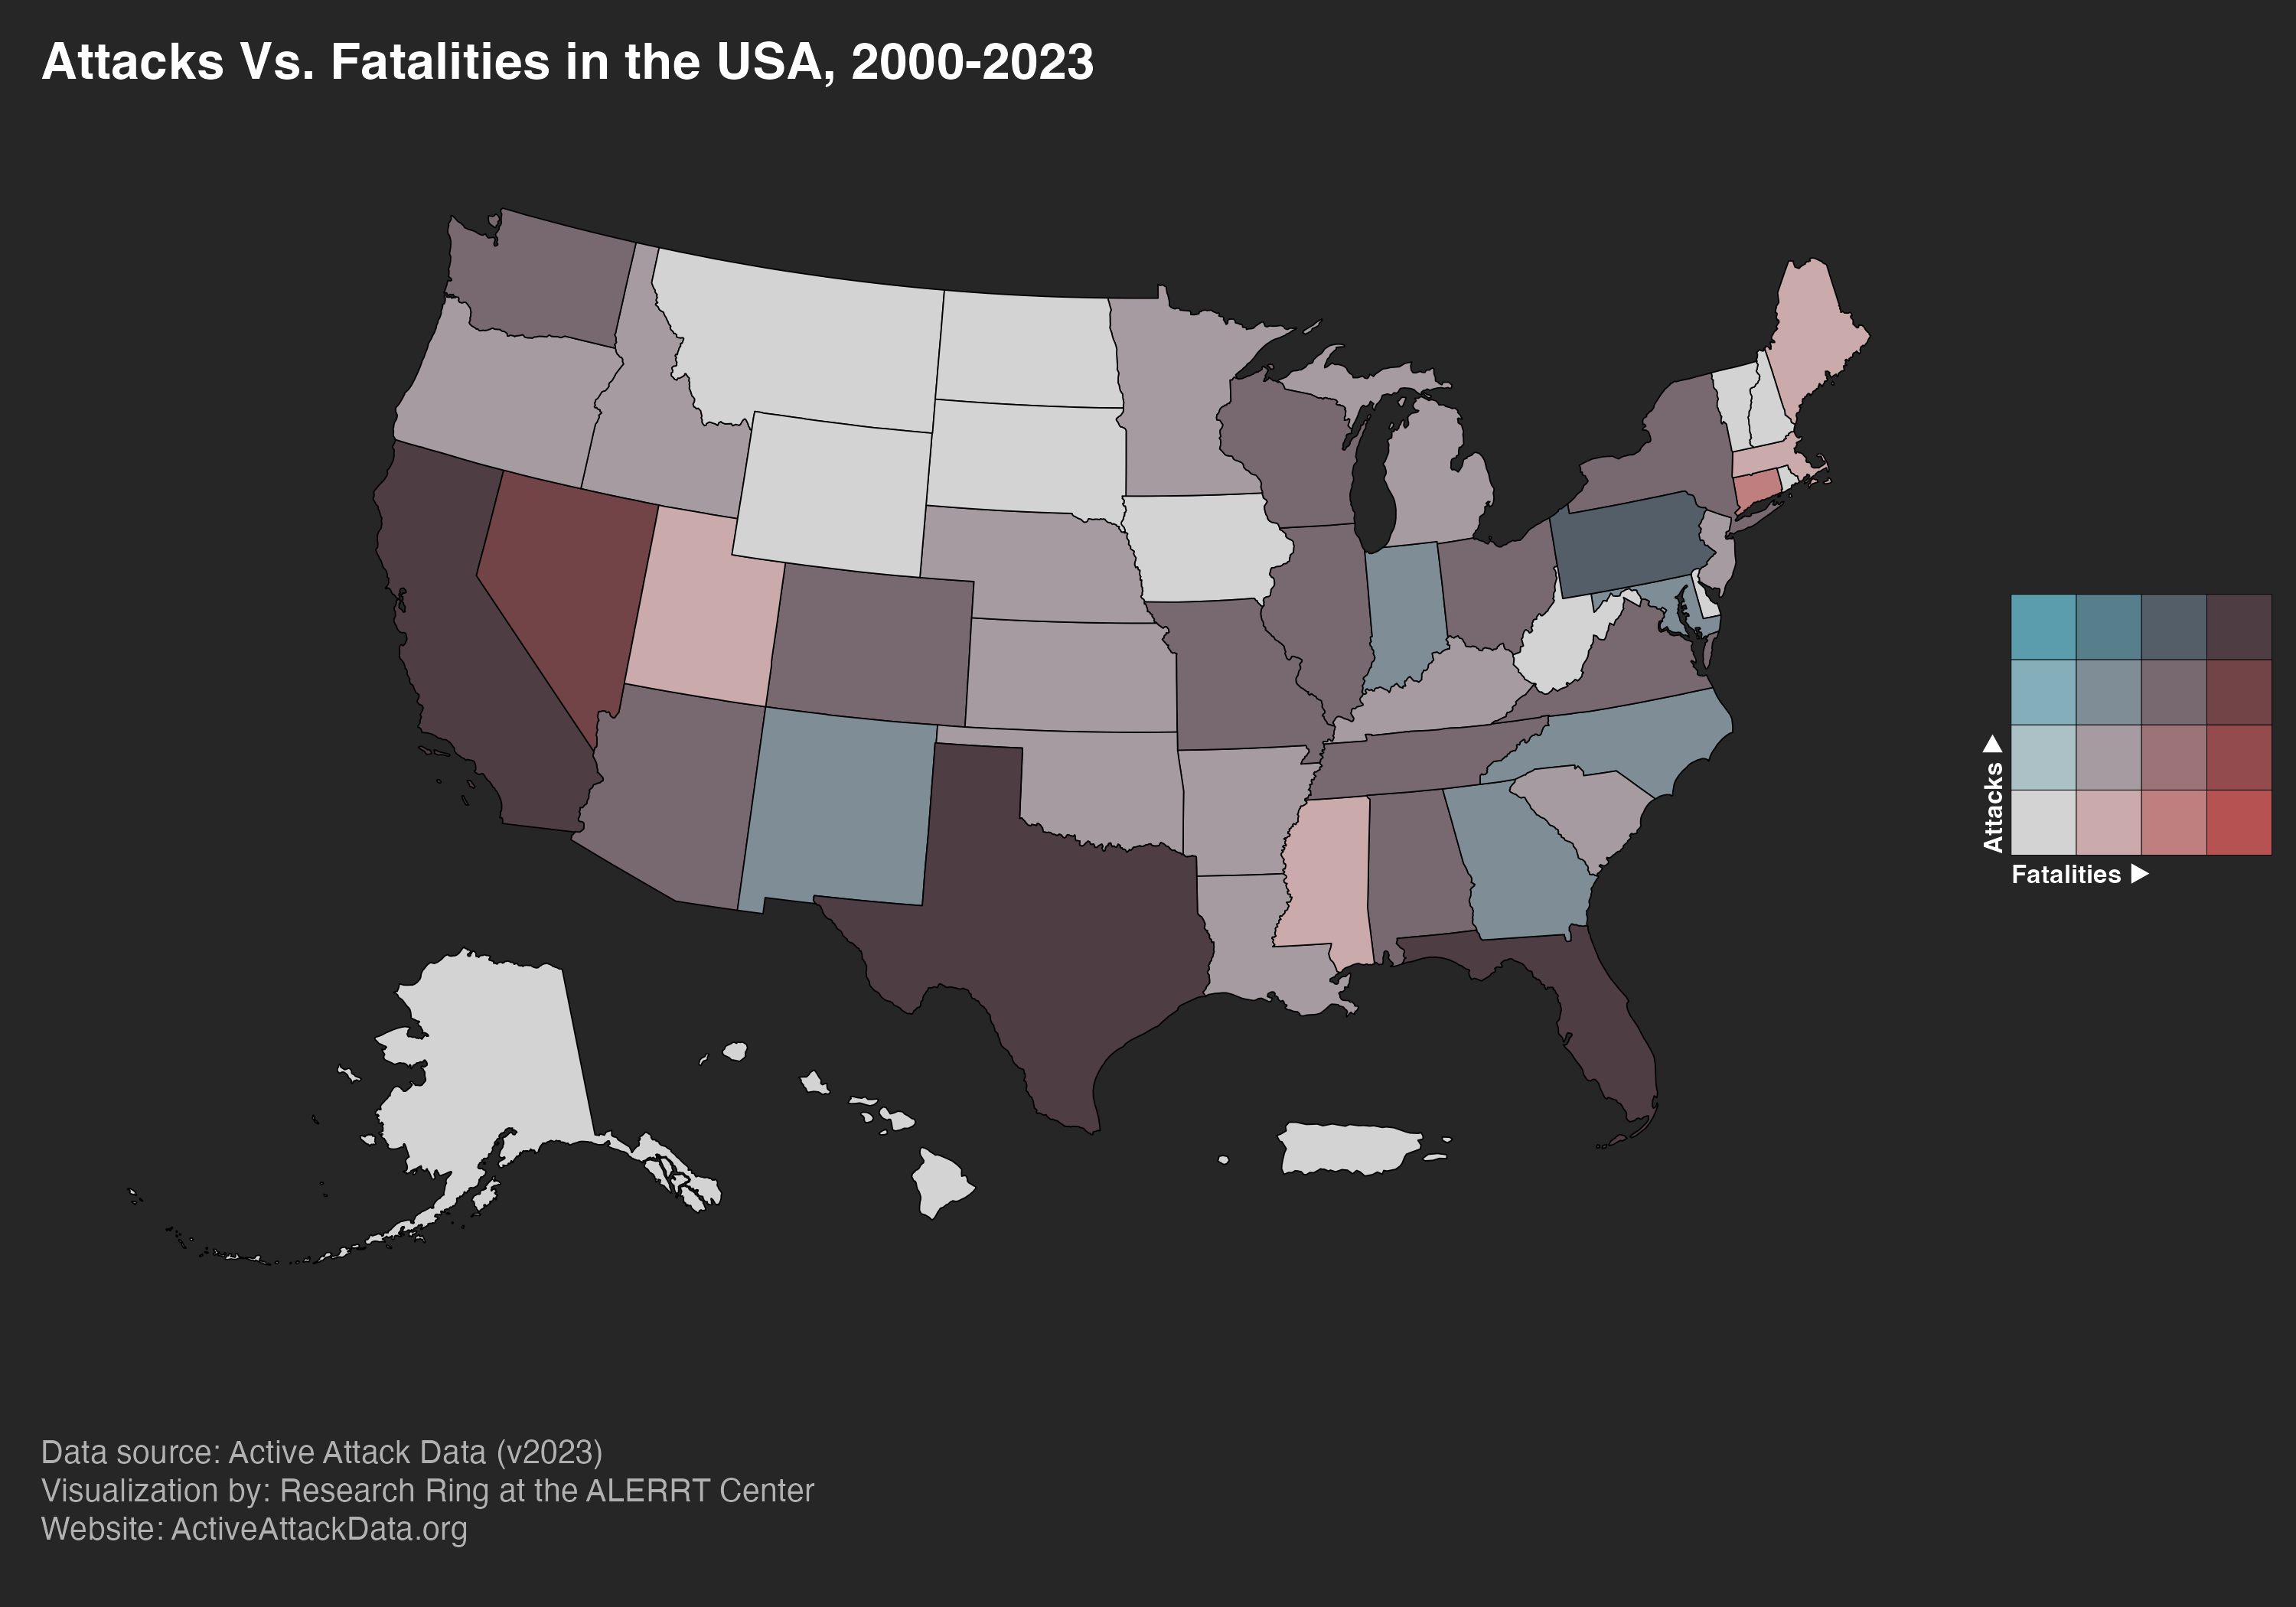 Attacks Vs. Fatalities in the USA, 2000-2023
Attacks
Fatalities
Data source: Active Attack Data (v2023)
Visualization by: Research Ring at the ALERRT Center
Website: ActiveAttackData.org